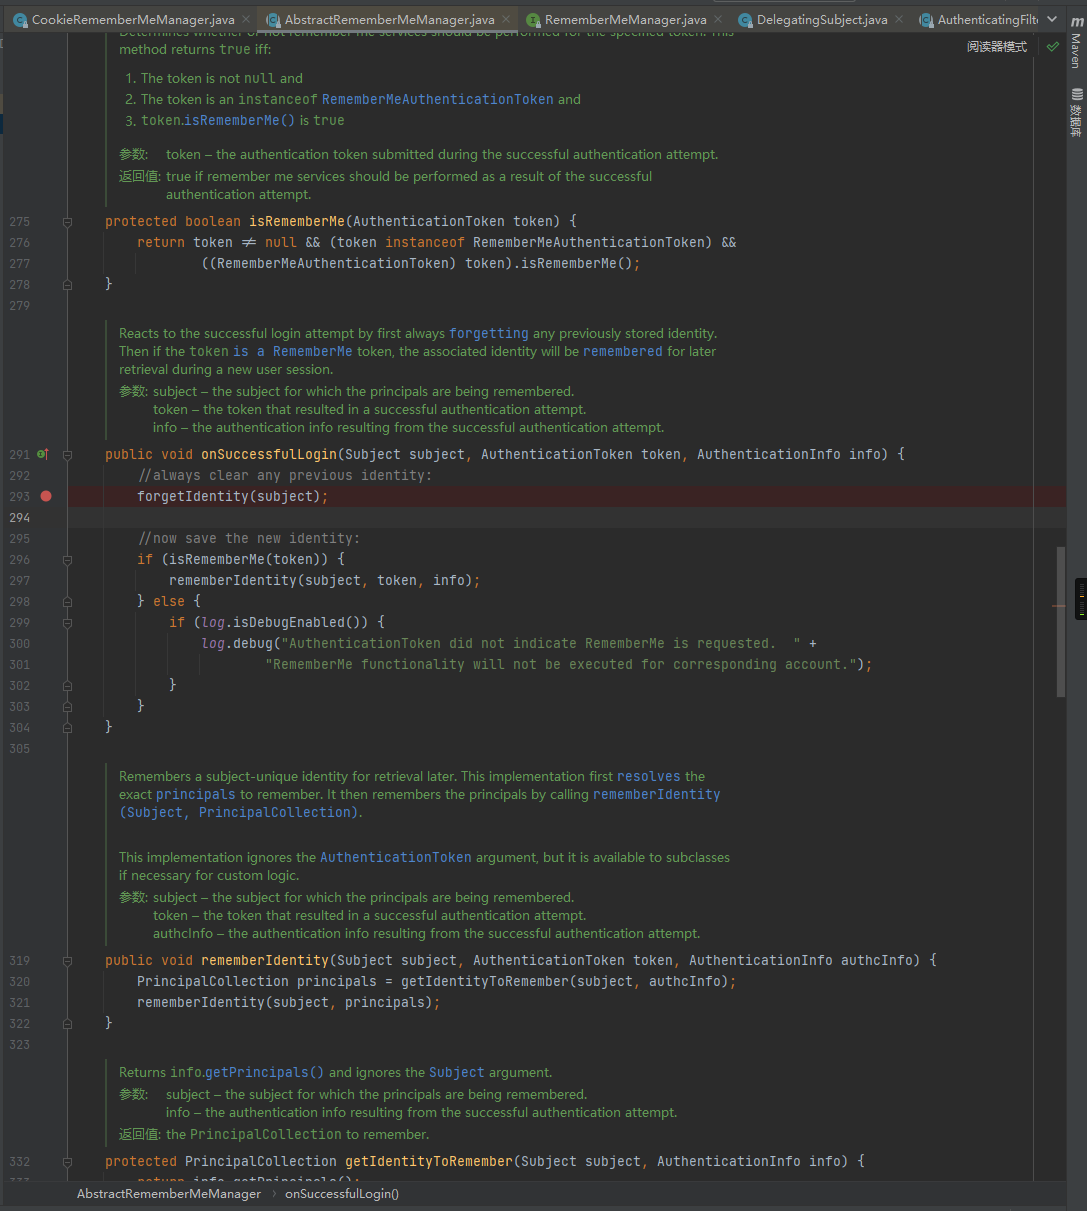 CookieRememberMeManager.java AbstractRememberMeManager.java RememberMeManager.java DelegatingSubject.java AuthenticatingFilt
Determines whether or not remember me services should be performed for the specified token. This
method returns true iff:
阅读器模式
Maven
数据库
1. The token is not null and
2. The token is an instanceof RememberMeAuthenticationToken and
3. token.isRememberMe() is true
参数: token – the authentication token submitted during the successful authentication attempt.
返回值: true if remember me services should be performed as a result of the successful
authentication attempt.
275 protected boolean isRememberMe(AuthenticationToken token) {
276 return token ≠ null && (token instanceof RememberMeAuthenticationToken) &&
277 ((RememberMeAuthenticationToken) token).isRememberMe();
278 }
279
Reacts to the successful login attempt by first always forgetting any previously stored identity.
Then if the token is a RememberMe token, the associated identity will be remembered for later
retrieval during a new user session.
参数: subject – the subject for which the principals are being remembered.
token – the token that resulted in a successful authentication attempt.
info – the authentication info resulting from the successful authentication attempt.
291 public void onSuccessfulLogin(Subject subject, AuthenticationToken token, AuthenticationInfo info) {
292 //always clear any previous identity:
293 forgetIdentity(subject);
294
295 //now save the new identity:
296 if (isRememberMe(token)) {
297 rememberIdentity(subject, token, info);
298 } else {
299 if (log.isDebugEnabled()) {
300 log.debug("AuthenticationToken did not indicate RememberMe is requested.  " +
301 "RememberMe functionality will not be executed for corresponding account.");
302 }
303 }
304 }
305
Remembers a subject-unique identity for retrieval later. This implementation first resolves the
exact principals to remember. It then remembers the principals by calling rememberIdentity
(Subject, PrincipalCollection).
This implementation ignores the AuthenticationToken argument, but it is available to subclasses
if necessary for custom logic.
参数: subject – the subject for which the principals are being remembered.
token – the token that resulted in a successful authentication attempt.
authcInfo – the authentication info resulting from the successful authentication attempt.
319 public void rememberIdentity(Subject subject, AuthenticationToken token, AuthenticationInfo authcInfo) {
320 PrincipalCollection principals = getIdentityToRemember(subject, authcInfo);
321 rememberIdentity(subject, principals);
322 }
323
Returns info.getPrincipals() and ignores the Subject argument.
参数: subject – the subject for which the principals are being remembered.
info – the authentication info resulting from the successful authentication attempt.
返回值: the PrincipalCollection to remember.
332 protected PrincipalCollection getIdentityToRemember(Subject subject, AuthenticationInfo info) {
333 return info.getPrincipals();
AbstractRememberMeManager › onSuccessfulLogin()